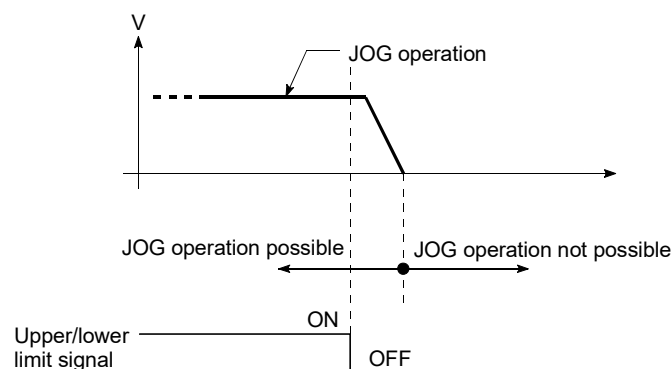 V
JOG operation
JOG operation possible
JOG operation not possible
ON
Upper/lower
limit signal
OFF